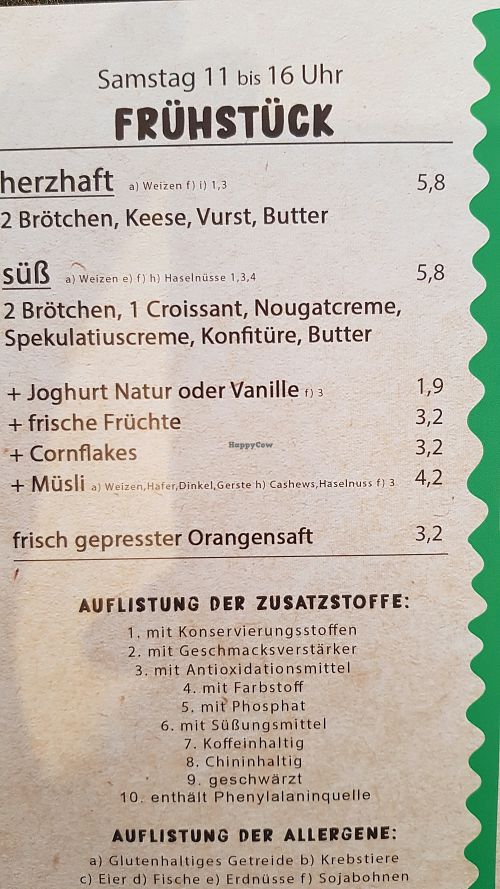 Samstag 11 bis 16 Uhr
FRÜHSTÜCK
herzhaft a) Weizen f) i) 1,3 5,8
2 Brötchen, Keese, Vurst, Butter
süß a) Weizen e) f) h) Haselnüsse 1,3,4 5,8
2 Brötchen, 1 Croissant, Nougatcreme,
Spekulatiuscreme, Konfitüre, Butter
+ Joghurt Natur oder Vanille f) 3 1,9
+ frische Früchte 3,2
+ Cornflakes 3,2
HappyCow
+ Müsli a) Weizen,Hafer,Dinkel,Gerste h) Cashews,Haselnuss f) 3 4,2
frisch gepresster Orangensaft 3,2
AUFLISTUNG DER ZUSATZSTOFFE:
1. mit Konservierungsstoffen
2. mit Geschmacksverstärker
3. mit Antioxidationsmittel
4. mit Farbstoff
5. mit Phosphat
6. mit Süßungsmittel
7. Koffeinhaltig
8. Chininhaltig
9. geschwärzt
10. enthält Phenylalaninquelle
AUFLISTUNG DER ALLERGENE:
a) Glutenhaltiges Getreide b) Krebstiere
c) Eier d) Fische e) Erdnüsse f) Sojabohnen